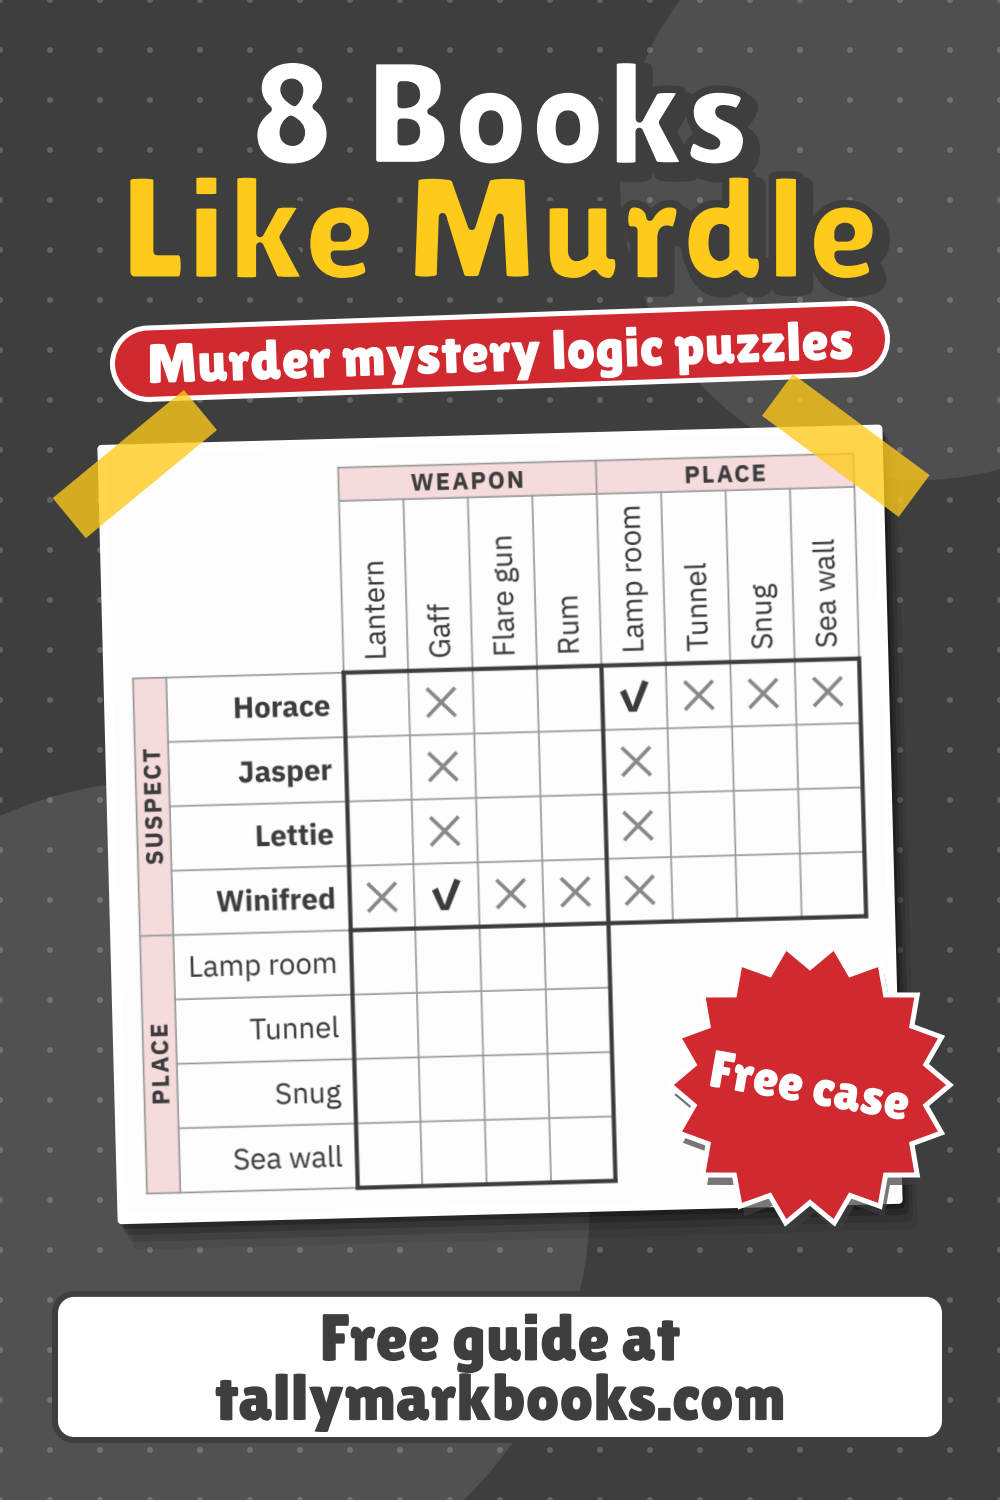 8 Books
Like Murdle
Murder mystery logic puzzles
WEAPON PLACE
Lantern Gaff Flare gun Rum Lamp room Tunnel Snug Sea wall
SUSPECT
Horace
Jasper
Lettie
Winifred
PLACE
Lamp room
Tunnel
Snug
Sea wall
Free case
Free guide at
tallymarkbooks.com